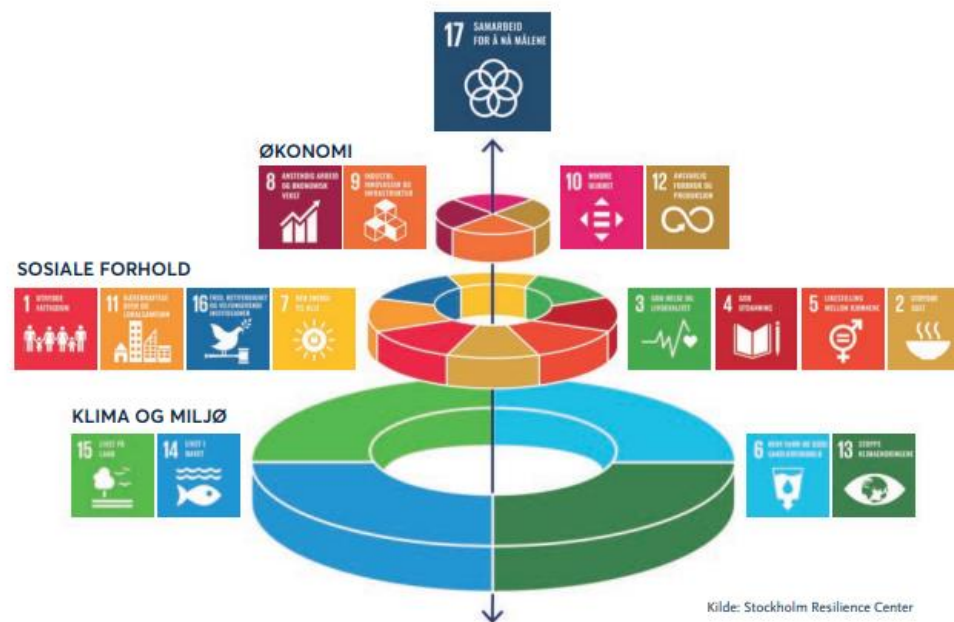 17 SAMARBEID
FOR Å NÅ MÅLENE
ØKONOMI
8 ANSTENDIG ARBEID
OG ØKONOMISK
VEKST
9 INDUSTRI,
INNOVASJON OG
INFRASTRUKTUR
10 MINDRE
ULIKHET
12 ANSVARLIG
FORBRUK OG
PRODUKSJON
SOSIALE FORHOLD
1 UTRYDDE
FATTIGDOM
11 BÆREKRAFTIGE
BYER OG
LOKALSAMFUNN
16 FRED, RETTFERDIGHET
OG VELFUNGERENDE
INSTITUSJONER
7 REN ENERGI
TIL ALLE
3 GOD HELSE OG
LIVSKVALITET
4 GOD
UTDANNING
5 LIKESTILLING
MELLOM KJØNNENE
2 UTRYDDE
SULT
KLIMA OG MILJØ
15 LIVET PÅ
LAND
14 LIVET I
HAVET
6 RENT VANN OG GODE
SANITÆRFORHOLD
13 STOPPE
KLIMAENDRINGENE
Kilde: Stockholm Resilience Center